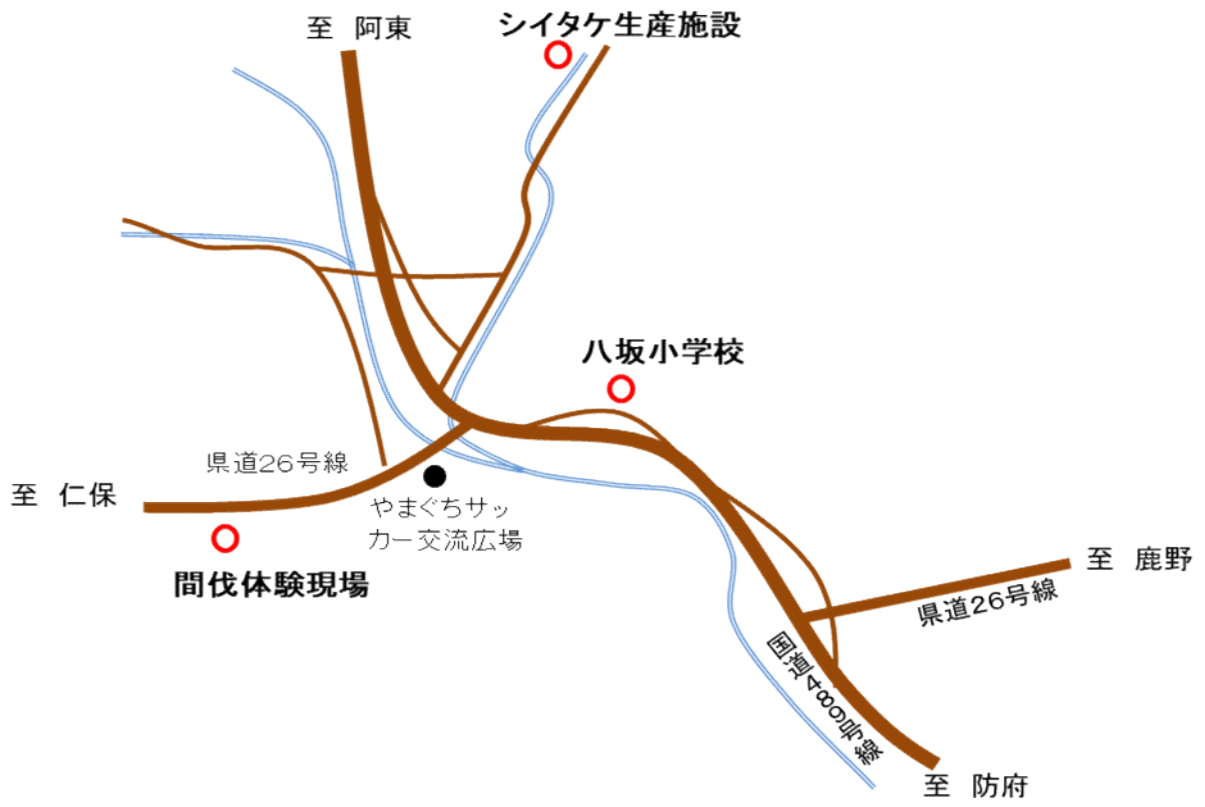 至 阿東
シイタケ生産施設
八坂小学校
県道26号線
至 仁保
やまぐちサッ
カー交流広場
間伐体験現場
至 鹿野
県道26号線
国道489号線
至 防府